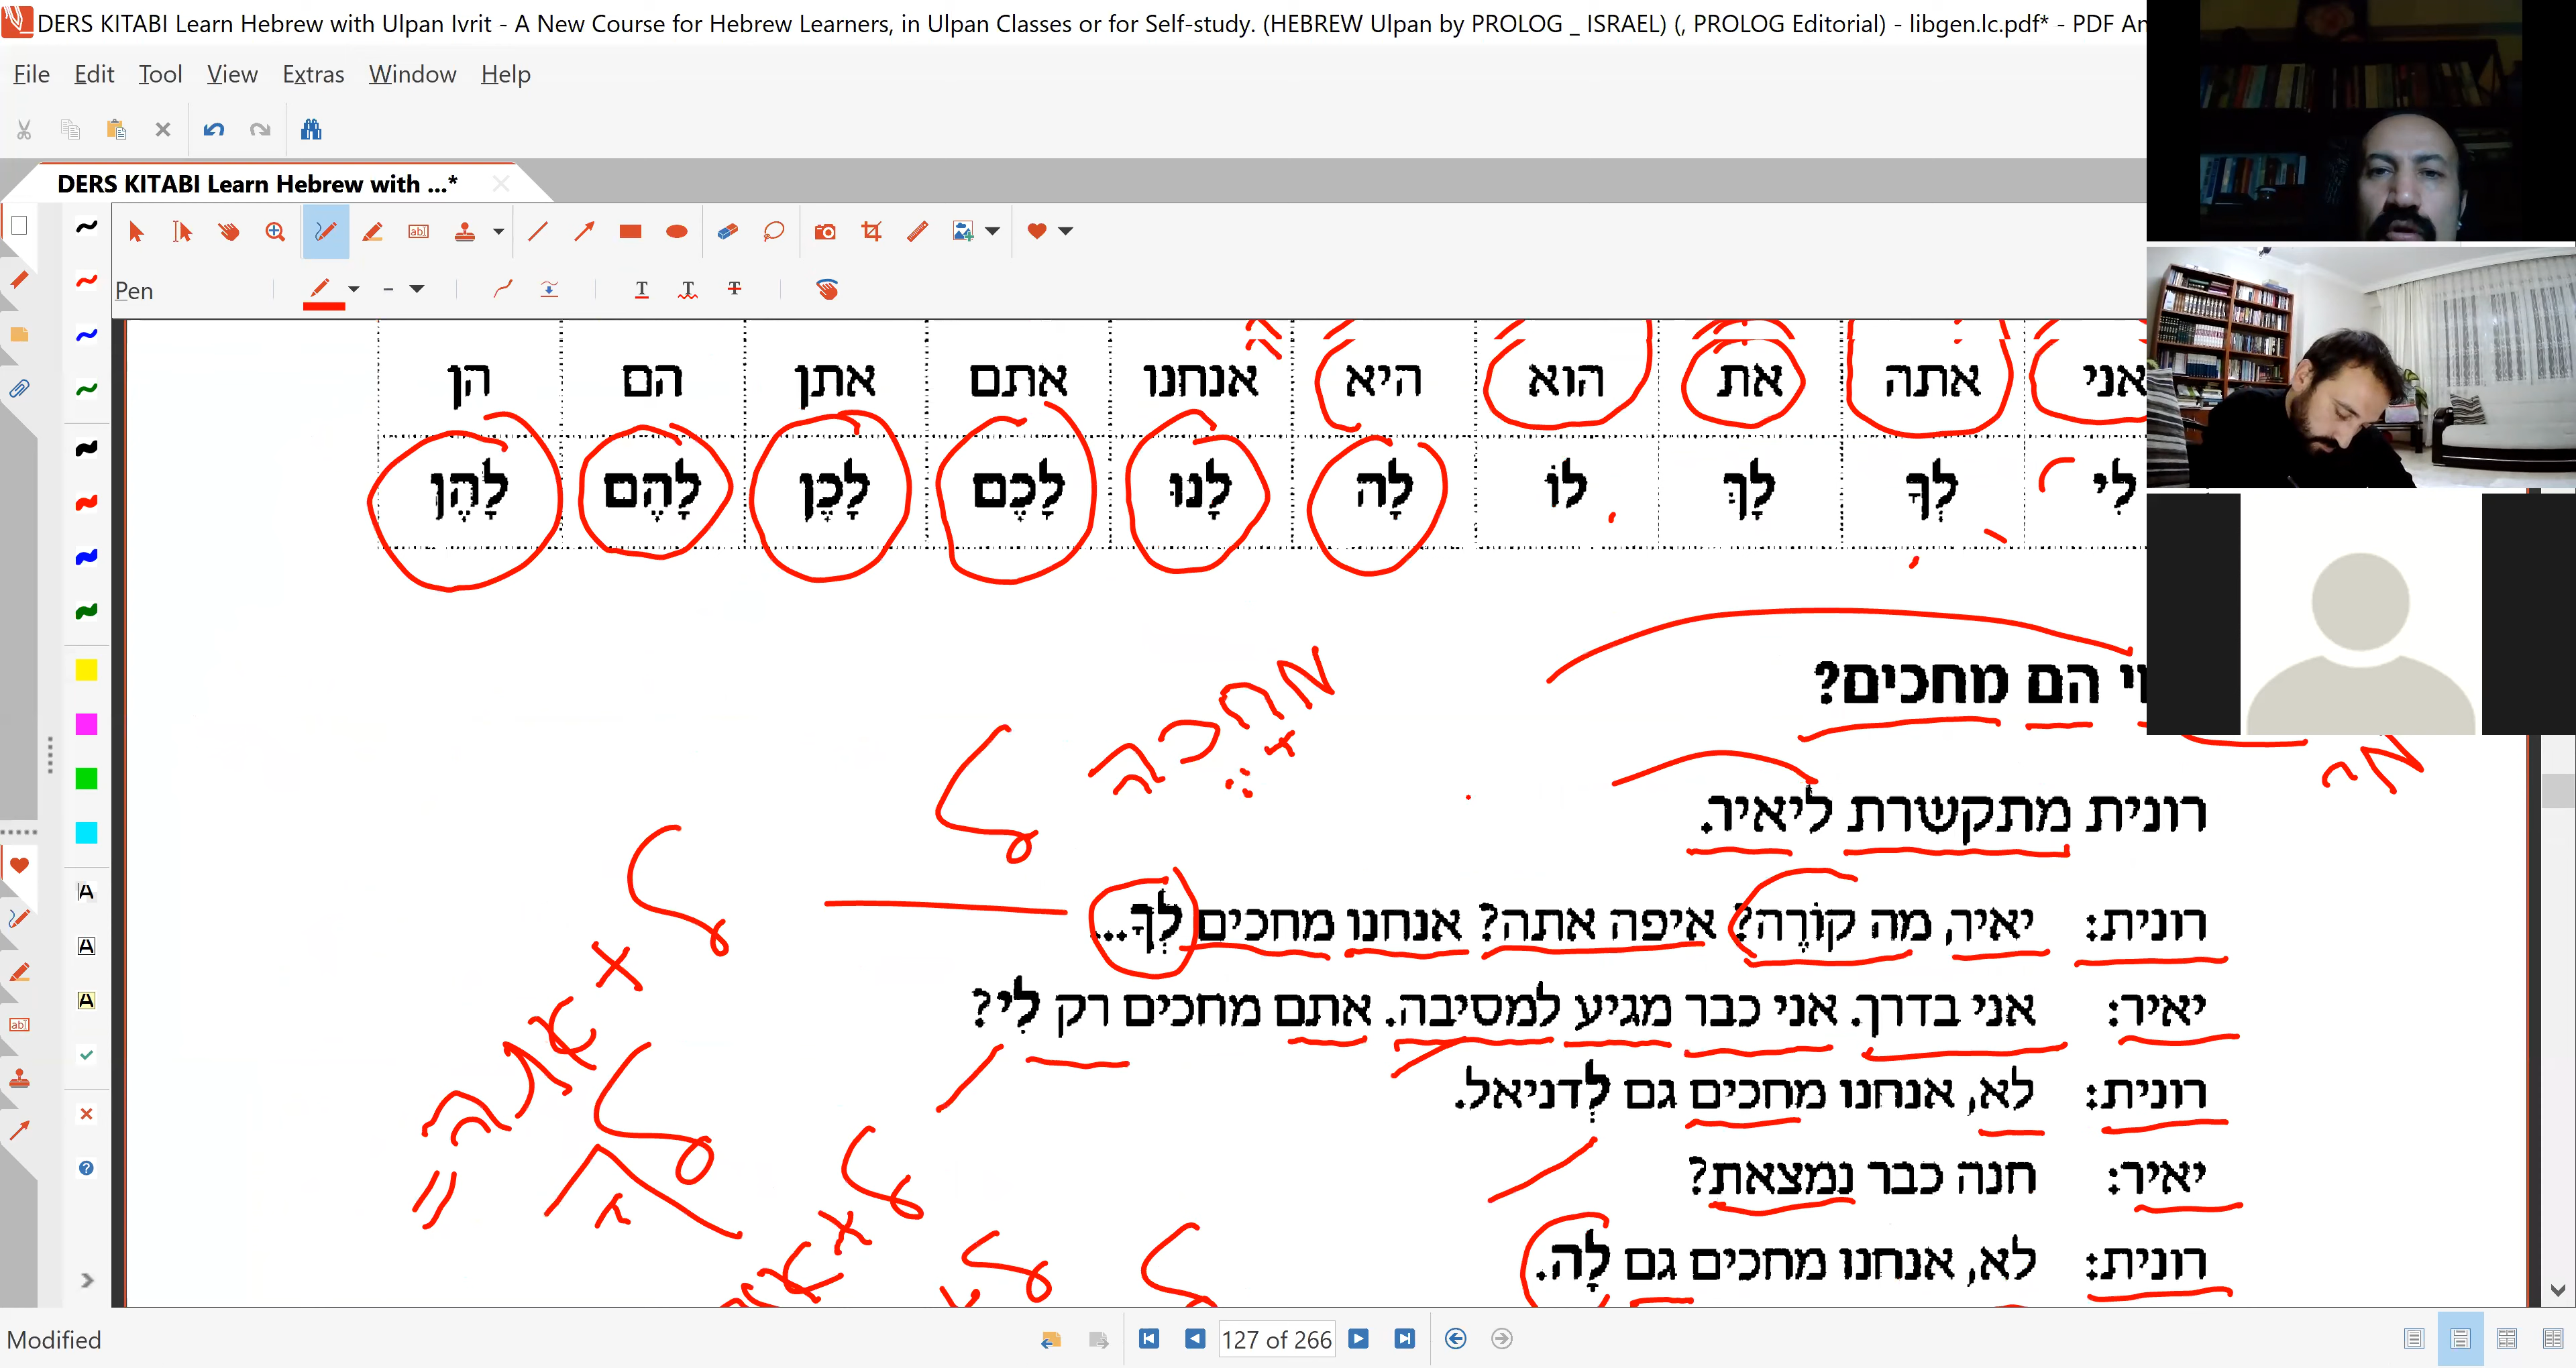 DERS KITABI Learn Hebrew with Ulpan Ivrit - A New Course for Hebrew Learners, in Ulpan Classes or for Self-study. (HEBREW Ulpan by PROLOG _ ISRAEL) (, PROLOG Editorial) - libgen.lc.pdf* - PDF An
File Edit Tool View Extras Window Help
DERS KITABI Learn Hebrew with ...*
Pen
אני אתה את הוא היא אנחנו אתם אתן הם הן
לִי לְךָ לָךְ לוֹ לָהּ לָנוּ לָכֶם לָכֶן לָהֶם לָהֶן
הם מחכים?
מחכה
רונית מתקשרת ליאיר.
רונית: יאיר, מה קוֹרֶה? איפה אתה? אנחנו מחכים לְךָ...
יאיר: אני בדרך. אני כבר מגיע למסיבה. אתם מחכים רק לִי?
רונית: לא, אנחנו מחכים גם לְדניאל.
יאיר: חנה כבר נמצאת?
רונית: לא, אנחנו מחכים גם לָה.
Modified
127 of 266